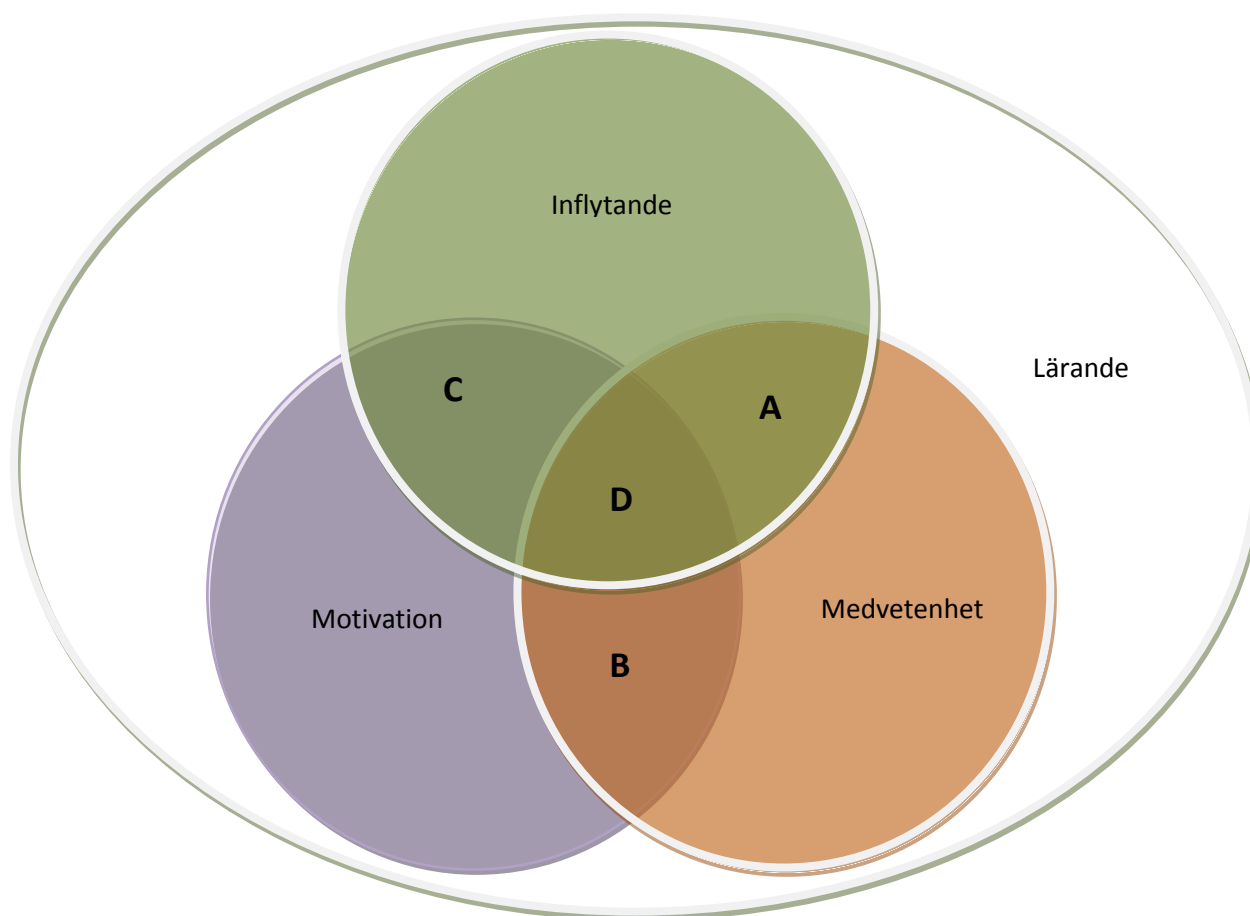 Inflytande
Lärande
C
A
D
Motivation
Medvetenhet
B